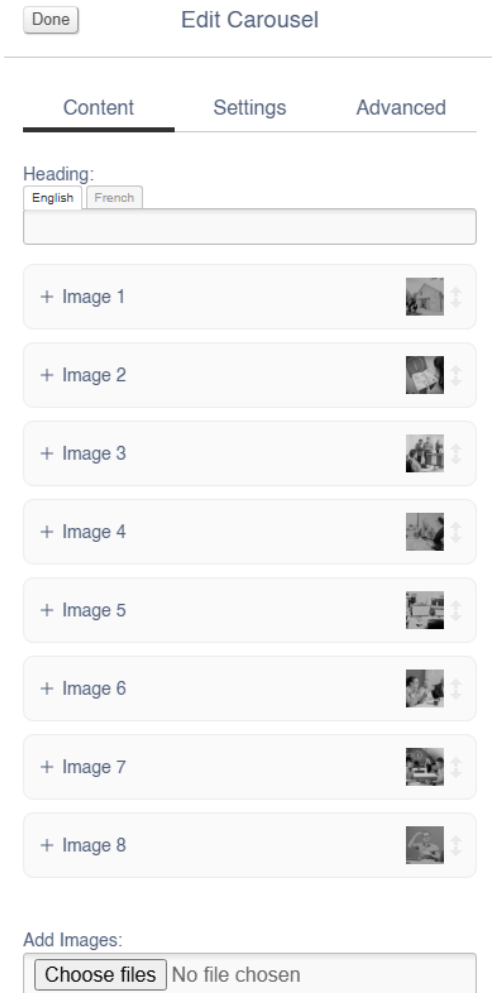 Done
Edit Carousel
Content Settings Advanced
Heading:
English French
+ Image 1
+ Image 2
+ Image 3
+ Image 4
+ Image 5
+ Image 6
+ Image 7
+ Image 8
Add Images:
Choose files No file chosen